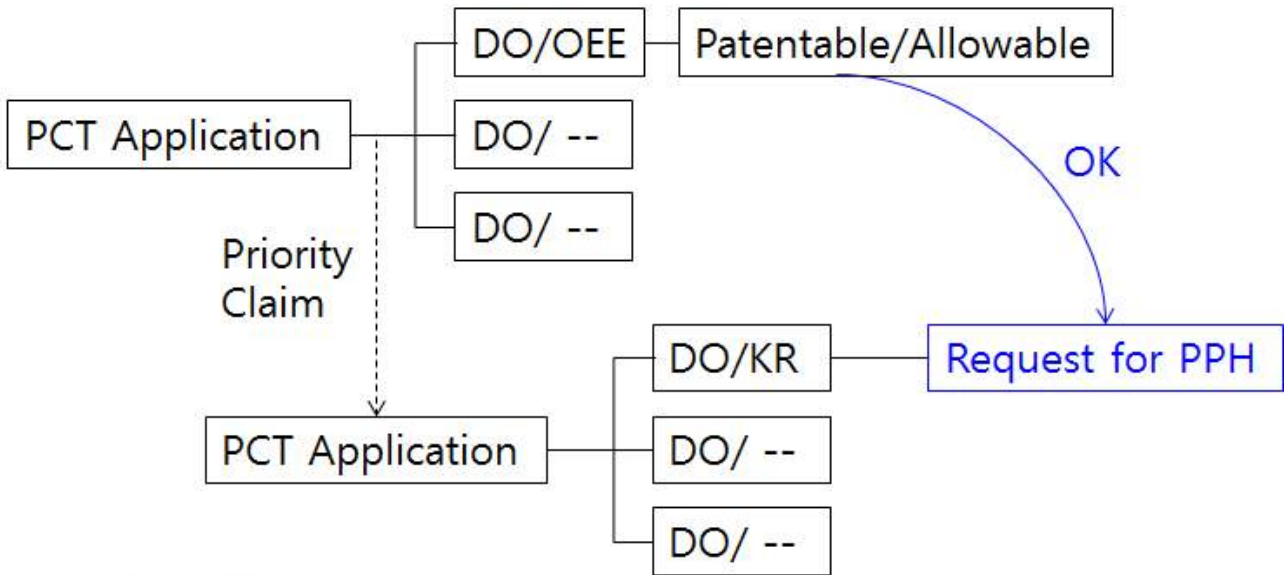 DO/OEE
Patentable/Allowable
PCT Application
DO/ --
OK
DO/ --
Priority
Claim
DO/KR
Request for PPH
PCT Application
DO/ --
DO/ --